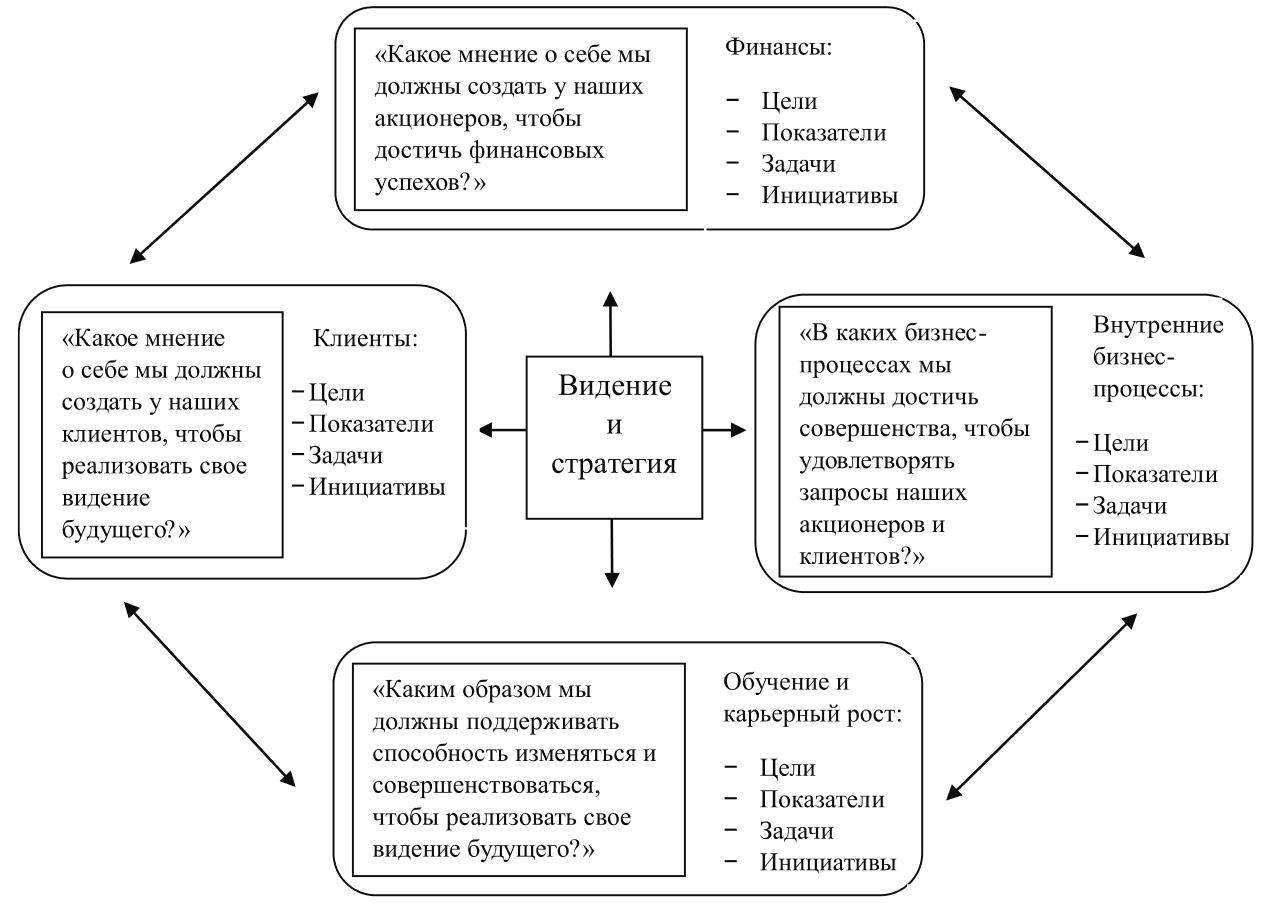 «Какое мнение о себе мы
должны создать у наших
акционеров, чтобы
достичь финансовых
успехов?»
Финансы:
− Цели
− Показатели
− Задачи
− Инициативы
«Какое мнение
о себе мы должны
создать у наших
клиентов, чтобы
реализовать свое
видение
будущего?»
Клиенты:
− Цели
− Показатели
− Задачи
− Инициативы
Видение
и
стратегия
«В каких бизнес-
процессах мы
должны достичь
совершенства, чтобы
удовлетворять
запросы наших
акционеров и
клиентов?»
Внутренние
бизнес-
процессы:
− Цели
− Показатели
− Задачи
− Инициативы
«Каким образом мы
должны поддерживать
способность изменяться и
совершенствоваться,
чтобы реализовать свое
видение будущего?»
Обучение и
карьерный рост:
− Цели
− Показатели
− Задачи
− Инициативы